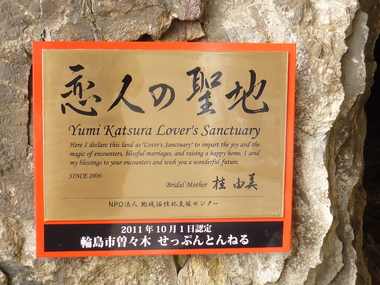 恋人の聖地
Yumi Katsura Lover's Sanctuary
Here I declare this land as 'Lover's Sanctuary' to impart the joy and the
magic of encounters, blissful marriages, and raising a happy home. I send
my blessings to your encounters and wish you a wonderful future.
SINCE 2006
Bridal Mother 桂 由美
NPO法人 地域活性化支援センター
2011年10月1日認定
輪島市曽々木 せっぷんとんねる